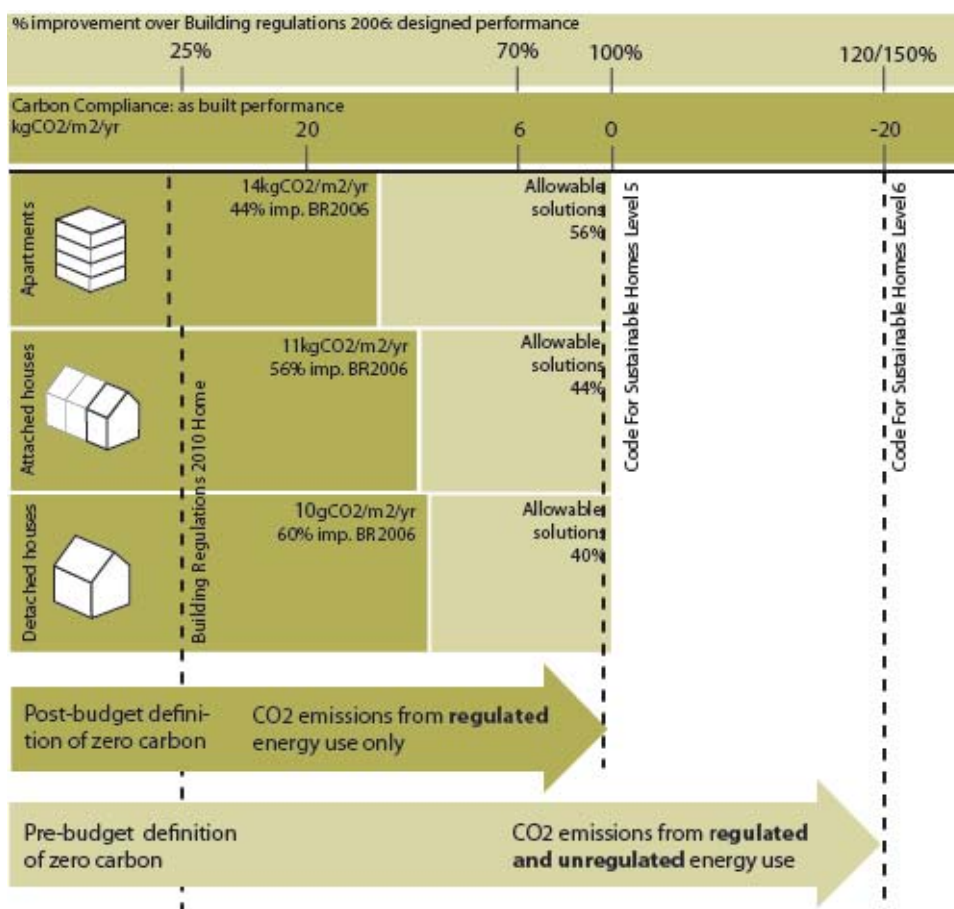 % improvement over Building regulations 2006: designed performance
25% 70% 100% 120/150%
Carbon Compliance: as built performance
kgCO2/m2/yr 20 6 0 -20
Apartments
14kgCO2/m2/yr
44% imp. BR2006
Allowable
solutions
56%
Attached houses
11kgCO2/m2/yr
56% imp. BR2006
Allowable
solutions
44%
Detached houses
10gCO2/m2/yr
60% imp. BR2006
Allowable
solutions
40%
Building Regulations 2010 Home
Code For Sustainable Homes Level 5
Code For Sustainable Homes Level 6
Post-budget defini-
tion of zero carbon
CO2 emissions from regulated
energy use only
Pre-budget definition
of zero carbon
CO2 emissions from regulated
and unregulated energy use